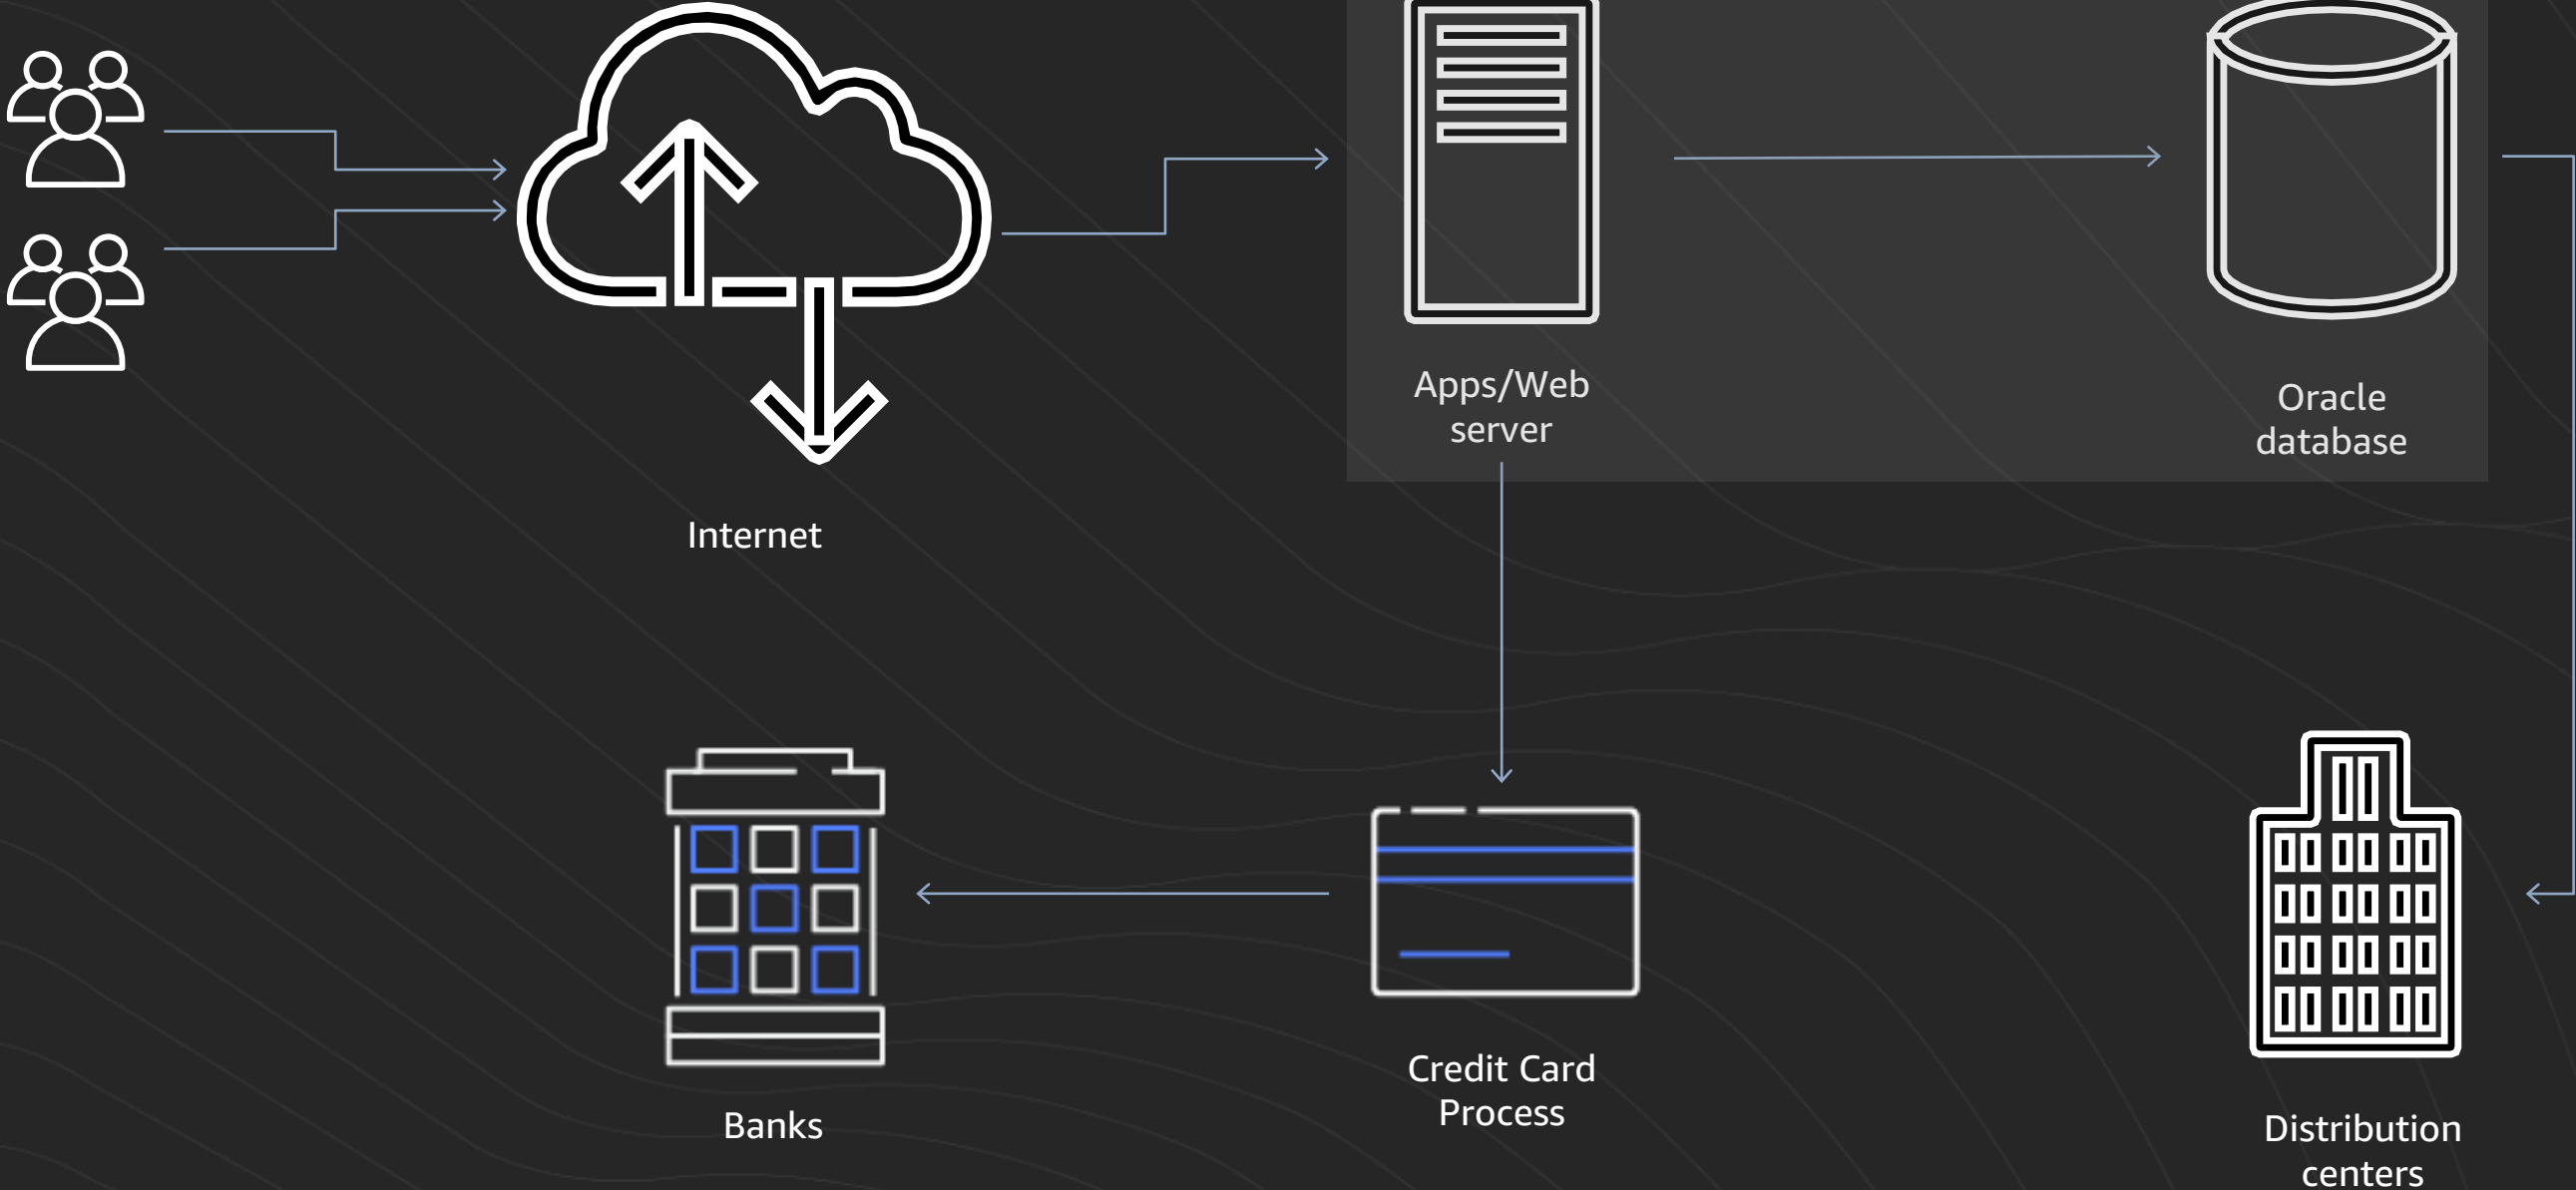 Apps/Web
server
Oracle
database
Internet
Credit Card
Process
Banks
Distribution
centers